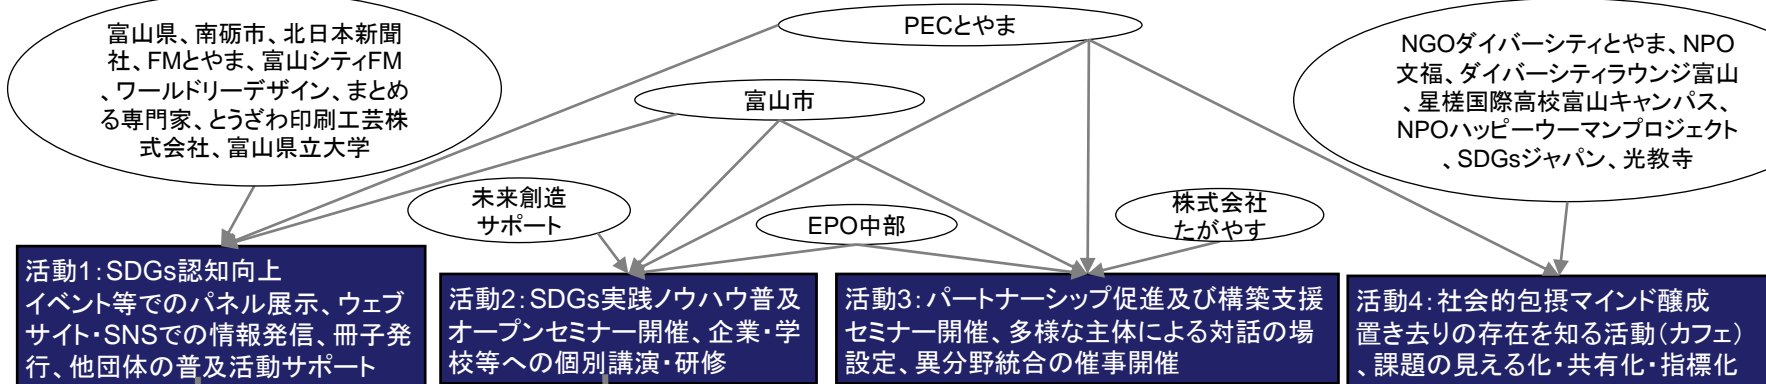 富山県、南砺市、北日本新聞
社、FMとやま、富山シティFM
、ワールドリーデザイン、まとめ
る専門家、とうざわ印刷工芸株
式会社、富山県立大学
PECとやま
富山市
NGOダイバーシティとやま、NPO
文福、ダイバーシティラウンジ富山
、星槎国際高校富山キャンパス、
NPOハッピーウーマンプロジェクト
、SDGsジャパン、光教寺
未来創造
サポート
EPO中部
株式会社
たがやす
活動1:SDGs認知向上
イベント等でのパネル展示、ウェブ
サイト・SNSでの情報発信、冊子発
行、他団体の普及活動サポート
活動2:SDGs実践ノウハウ普及
オープンセミナー開催、企業・学
校等への個別講演・研修
活動3:パートナーシップ促進及び構築支援
セミナー開催、多様な主体による対話の場
設定、異分野統合の催事開催
活動4:社会的包摂マインド醸成
置き去りの存在を知る活動(カフェ)
、課題の見える化・共有化・指標化